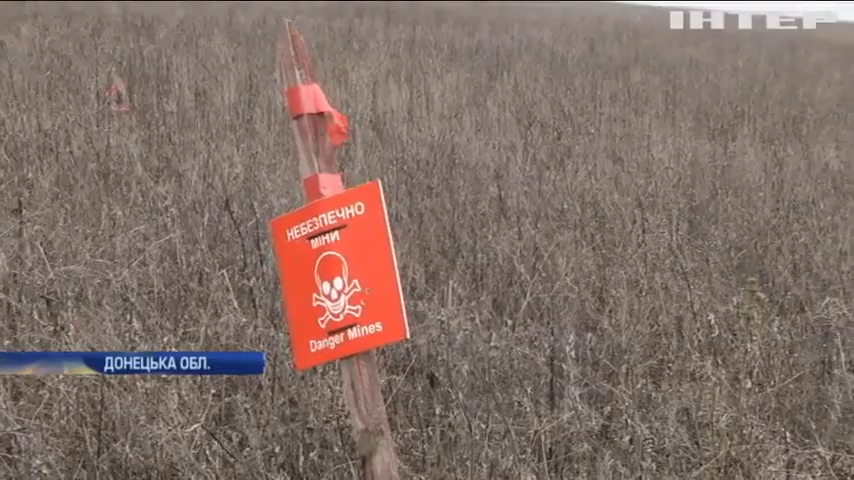 ІНТЕР
НЕБЕЗПЕЧНО
МІНИ
Danger Mines
ДОНЕЦЬКА ОБЛ.